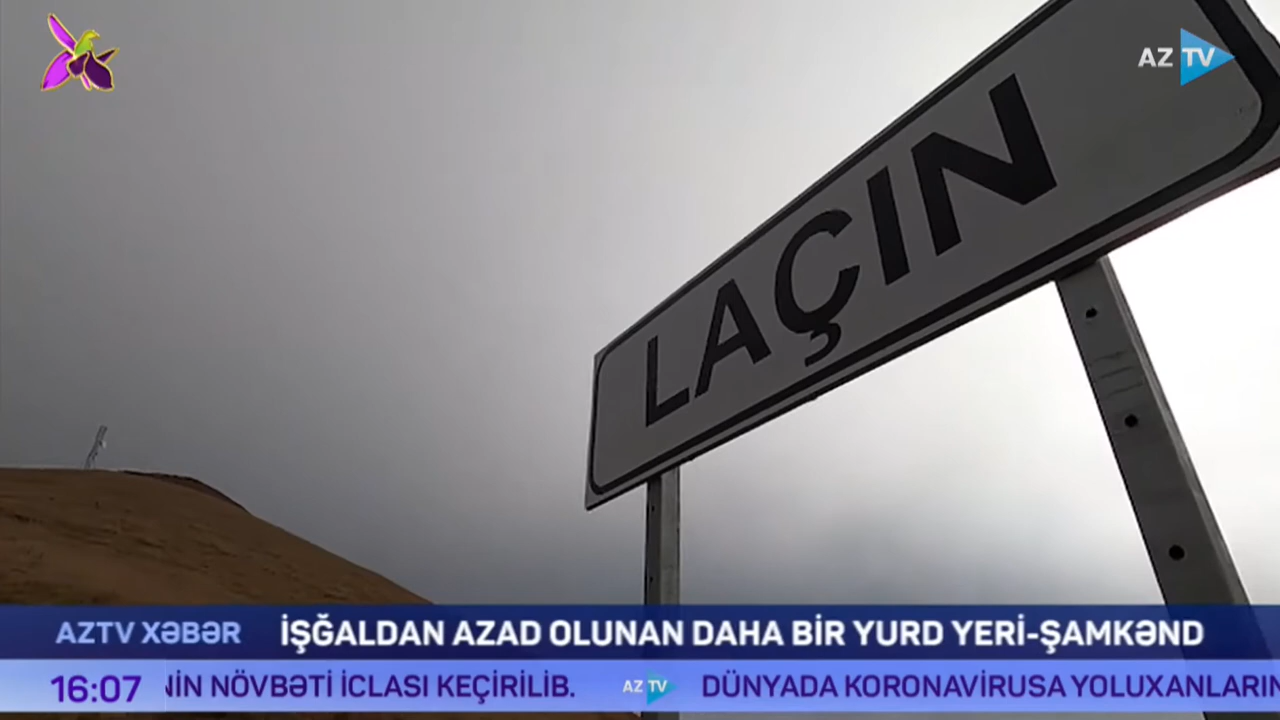 AZ TV
LAÇIN
AZTV XƏBƏR
İŞĞALDAN AZAD OLUNAN DAHA BİR YURD YERİ-ŞAMKƏND
16:07
NİN NÖVBƏTİ İCLASI KEÇİRİLİB.
AZ TV
DÜNYADA KORONAVİRUSA YOLUXANLARIN